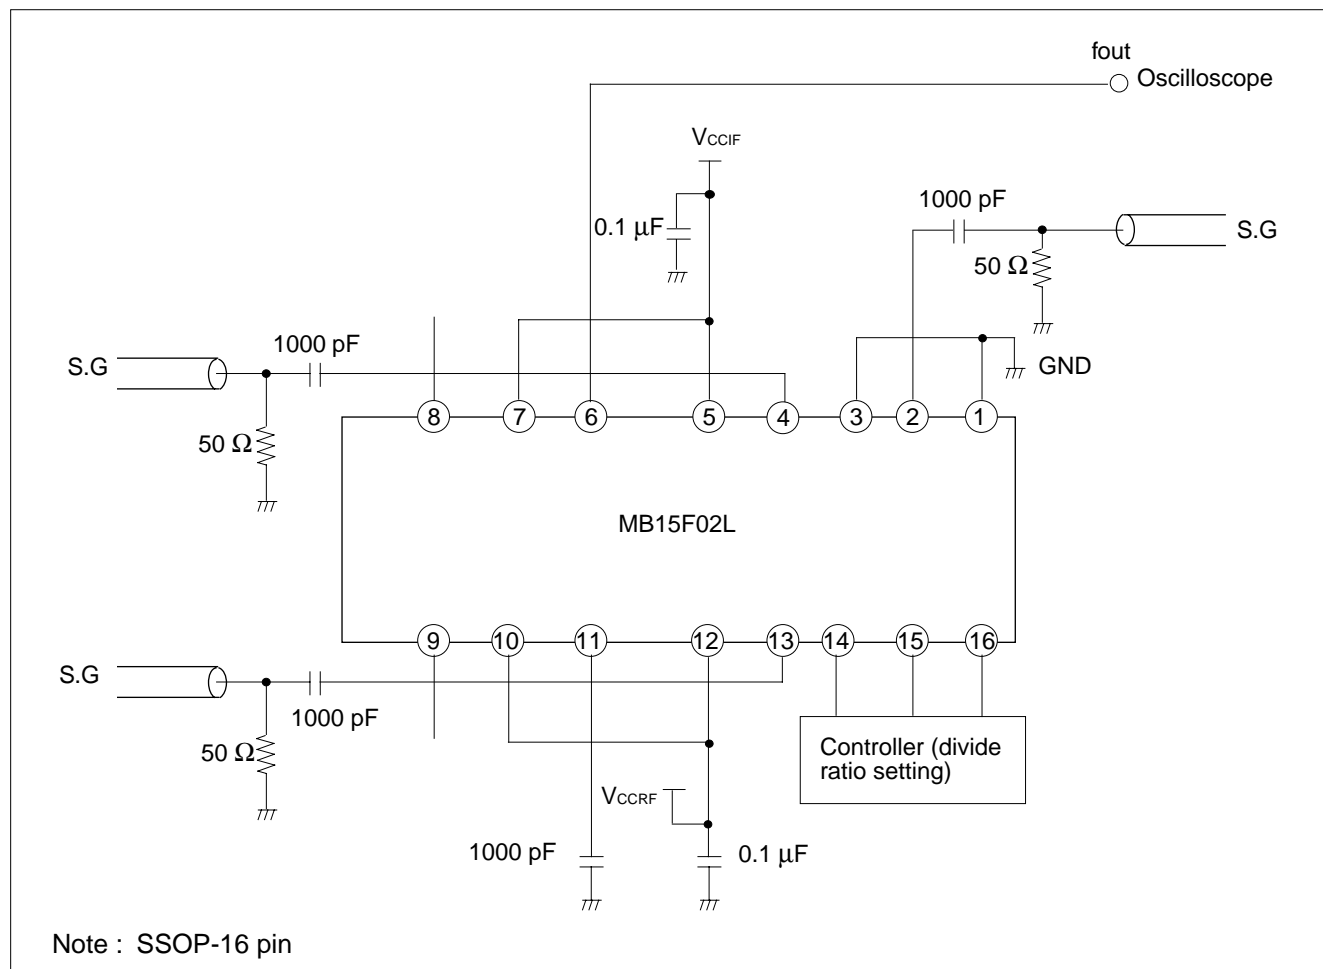 fout
Oscilloscope
VCCIF
1000 pF
0.1 μF
S.G
50 Ω
1000 pF
S.G
GND
8 7 6 5 4 3 2 1
50 Ω
MB15F02L
9 10 11 12 13 14 15 16
S.G
1000 pF
50 Ω
Controller (divide
ratio setting)
VCCRF
1000 pF
0.1 μF
Note : SSOP-16 pin